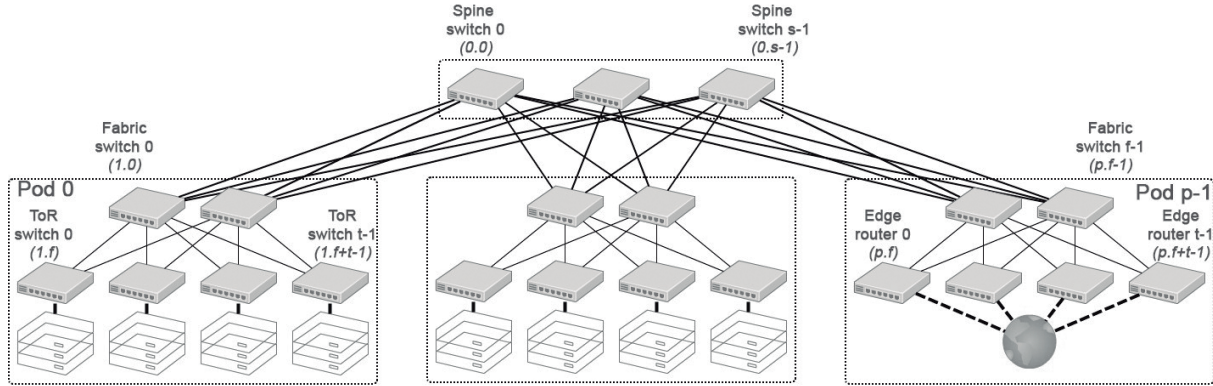 Spine
switch 0
(0.0)
Spine
switch s-1
(0.s-1)
Fabric
switch 0
(1.0)
Fabric
switch f-1
(p.f-1)
Pod 0
ToR
switch 0
(1.f)
ToR
switch t-1
(1.f+t-1)
Pod p-1
Edge
router 0
(p.f)
Edge
router t-1
(p.f+t-1)